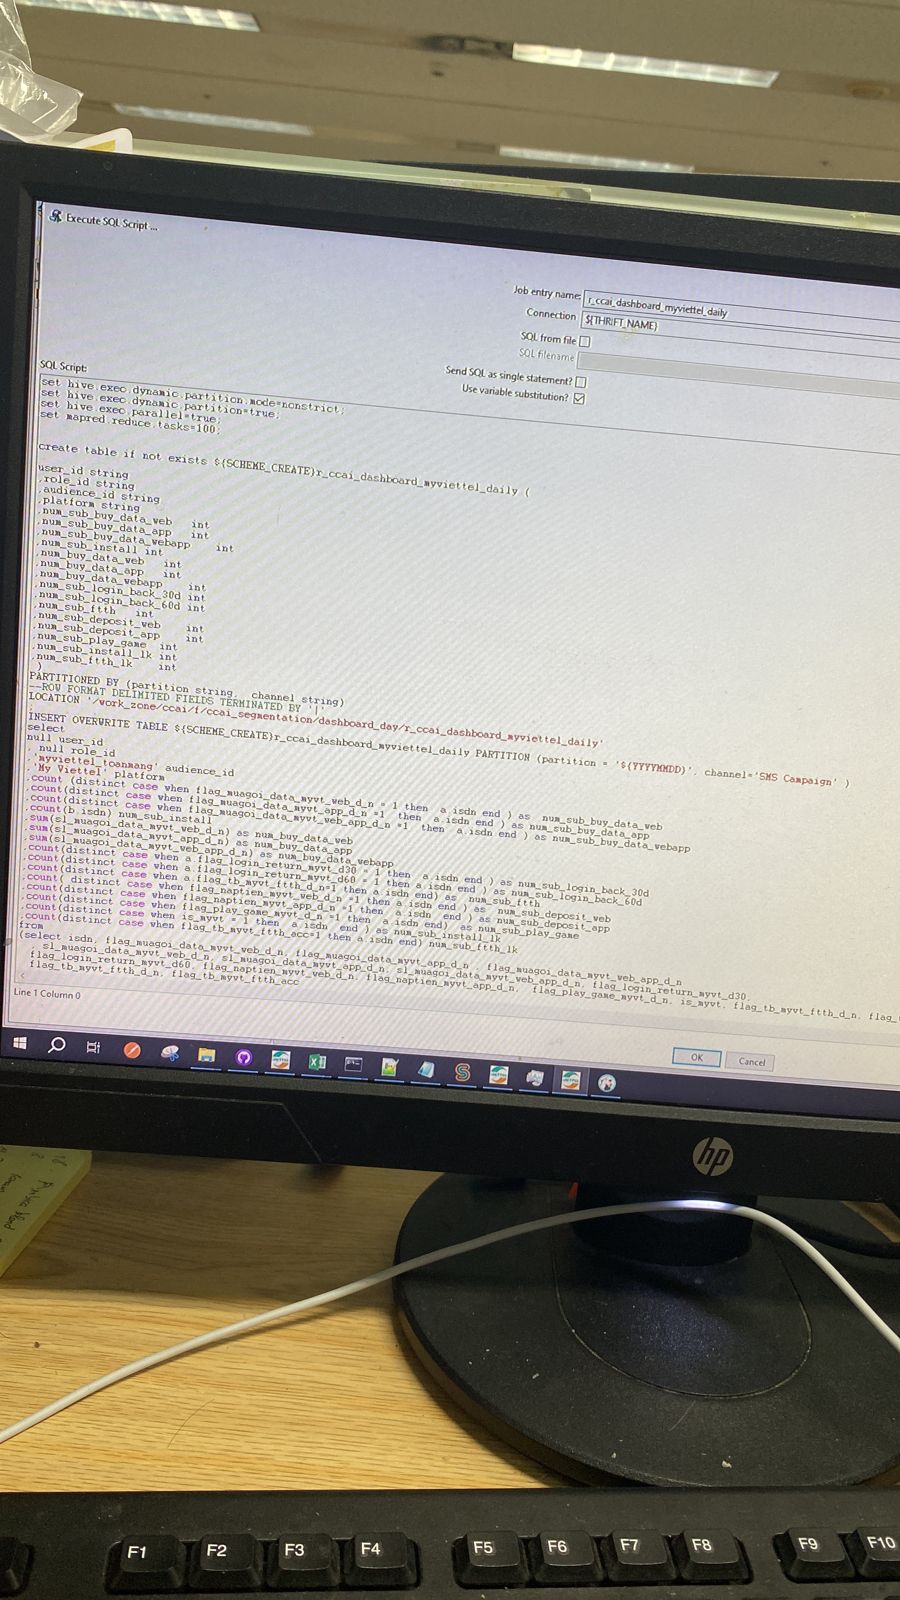 Execute SQL Script ...
Job entry name: r_ccai_dashboard_myviettel_daily
Connection ${THRIFT_NAME}
SQL from file
SQL filename
Send SQL as single statement?
Use variable substitution?
SQL Script:
set hive.exec.dynamic.partition.mode=nonstrict;
set hive.exec.dynamic.partition=true;
set hive.exec.parallel=true;
set mapred.reduce.tasks=100;
create table if not exists ${SCHEME_CREATE}r_ccai_dashboard_myviettel_daily (
user_id string
,role_id string
,audience_id string
,platform string
,num_sub_buy_data_web int
,num_sub_buy_data_app int
,num_sub_buy_data_webapp int
,num_sub_install int
,num_buy_data_web int
,num_buy_data_app int
,num_buy_data_webapp int
,num_sub_login_back_30d int
,num_sub_login_back_60d int
,num_sub_ftth int
,num_sub_deposit_web int
,num_sub_deposit_app int
,num_sub_play_game int
,num_sub_install_lk int
,num_sub_ftth_lk int
)
PARTITIONED BY (partition string, channel string)
--ROW FORMAT DELIMITED FIELDS TERMINATED BY '|'
LOCATION '/work_zone/ccai/f/ccai_segmentation/dashboard_day/r_ccai_dashboard_myviettel_daily'
;
INSERT OVERWRITE TABLE ${SCHEME_CREATE}r_ccai_dashboard_myviettel_daily PARTITION (partition = '${YYYYMMDD}', channel='SMS Campaign' )
select
null user_id
, null role_id
,'myviettel_toanmang' audience_id
,'My Viettel' platform
,count (distinct case when flag_muagoi_data_myvt_web_d_n = 1 then a.isdn end ) as num_sub_buy_data_web
,count(distinct case when flag_muagoi_data_myvt_app_d_n =1 then a.isdn end ) as num_sub_buy_data_app
,count(distinct case when flag_muagoi_data_myvt_web_app_d_n =1 then a.isdn end ) as num_sub_buy_data_webapp
,count(b.isdn) num_sub_install
,sum(sl_muagoi_data_myvt_web_d_n) as num_buy_data_web
,sum(sl_muagoi_data_myvt_app_d_n) as num_buy_data_app
,sum(sl_muagoi_data_myvt_web_app_d_n) as num_buy_data_webapp
,count(distinct case when a.flag_login_return_myvt_d30 = 1 then a.isdn end ) as num_sub_login_back_30d
,count(distinct case when a.flag_login_return_myvt_d60 = 1 then a.isdn end ) as num_sub_login_back_60d
,count(distinct case when a.flag_tb_myvt_ftth_d_n=1 then a.isdn end) as num_sub_ftth
,count( distinct case when flag_naptien_myvt_web_d_n =1 then a.isdn end ) as num_sub_deposit_web
,count(distinct case when flag_naptien_myvt_app_d_n =1 then a.isdn end ) as num_sub_deposit_app
,count(distinct case when flag_play_game_myvt_d_n =1 then a.isdn end) as num_sub_play_game
,count(distinct case when is_myvt = 1 then a.isdn end ) as num_sub_install_lk
,count(distinct case when flag_tb_myvt_ftth_acc=1 then a.isdn end) num_sub_ftth_lk
from
(select isdn, flag_muagoi_data_myvt_web_d_n, flag_muagoi_data_myvt_app_d_n , flag_muagoi_data_myvt_web_app_d_n
, sl_muagoi_data_myvt_web_d_n, sl_muagoi_data_myvt_app_d_n, sl_muagoi_data_myvt_web_app_d_n, flag_login_return_myvt_d30,
flag_login_return_myvt_d60, flag_naptien_myvt_web_d_n, flag_naptien_myvt_app_d_n, flag_play_game_myvt_d_n, is_myvt, flag_tb_myvt_ftth_d_n, flag_
flag_tb_myvt_ftth_d_n, flag_tb_myvt_ftth_acc
Line 1 Column 0
OK
Cancel
hp
F1 F2 F3 F4 F5 F6 F7 F8 F9 F10